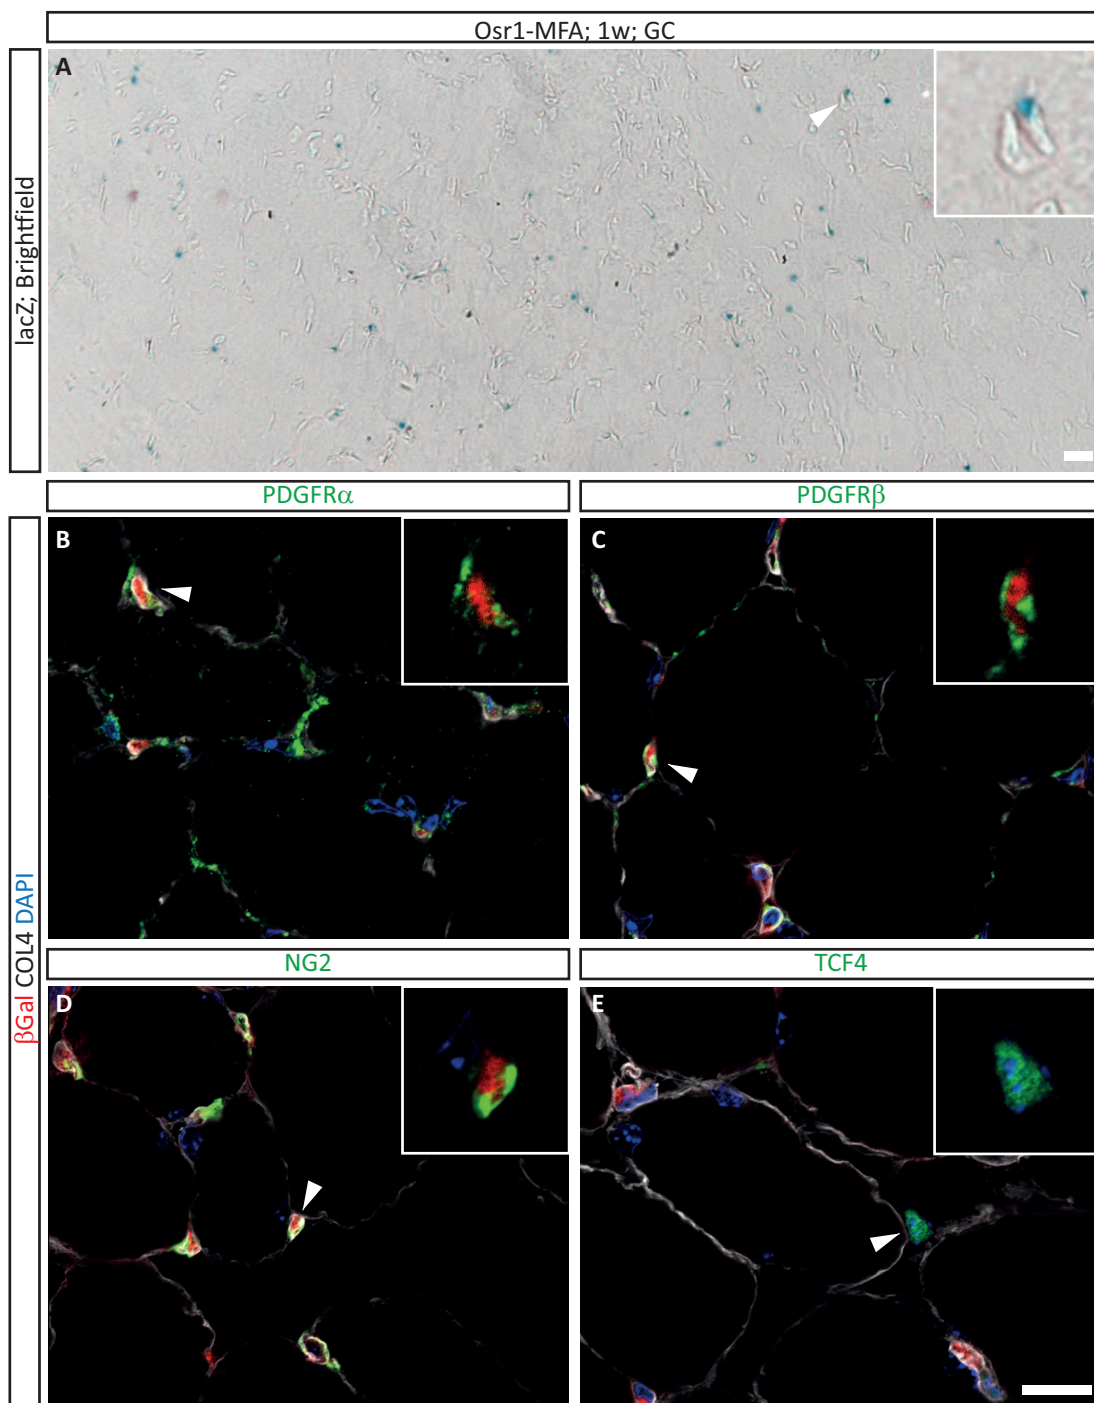 Osr1-MFA; 1w; GC
A
lacZ; Brightfield
PDGFRα
PDGFRβ
B
C
βGal COL4 DAPI
NG2
TCF4
D
E